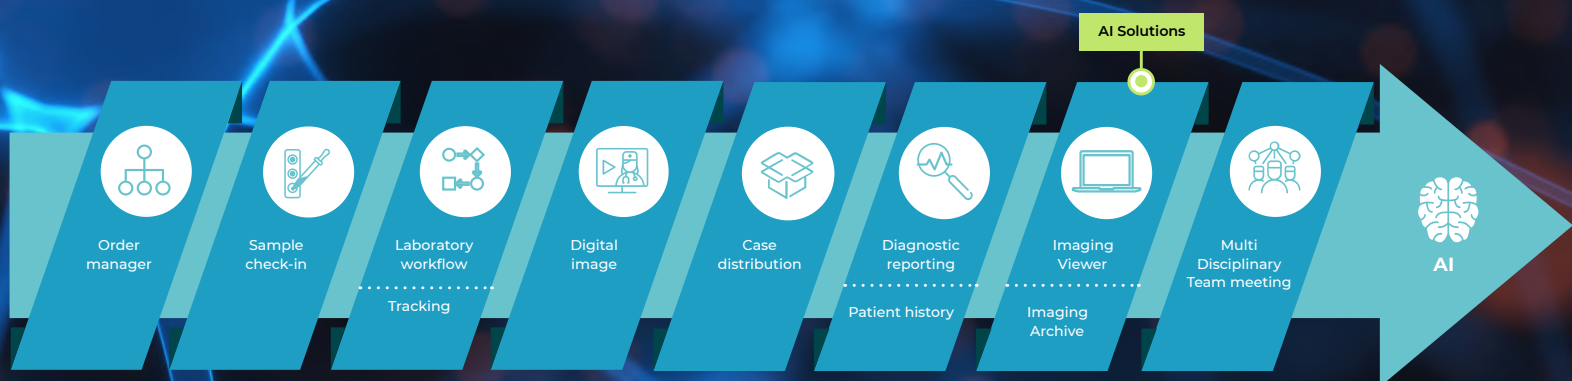 AI Solutions
Order
manager
Sample
check-in
Laboratory
workflow
Tracking
Digital
image
Case
distribution
Diagnostic
reporting
Patient history
Imaging
Viewer
Imaging
Archive
Multi
Disciplinary
Team meeting
AI